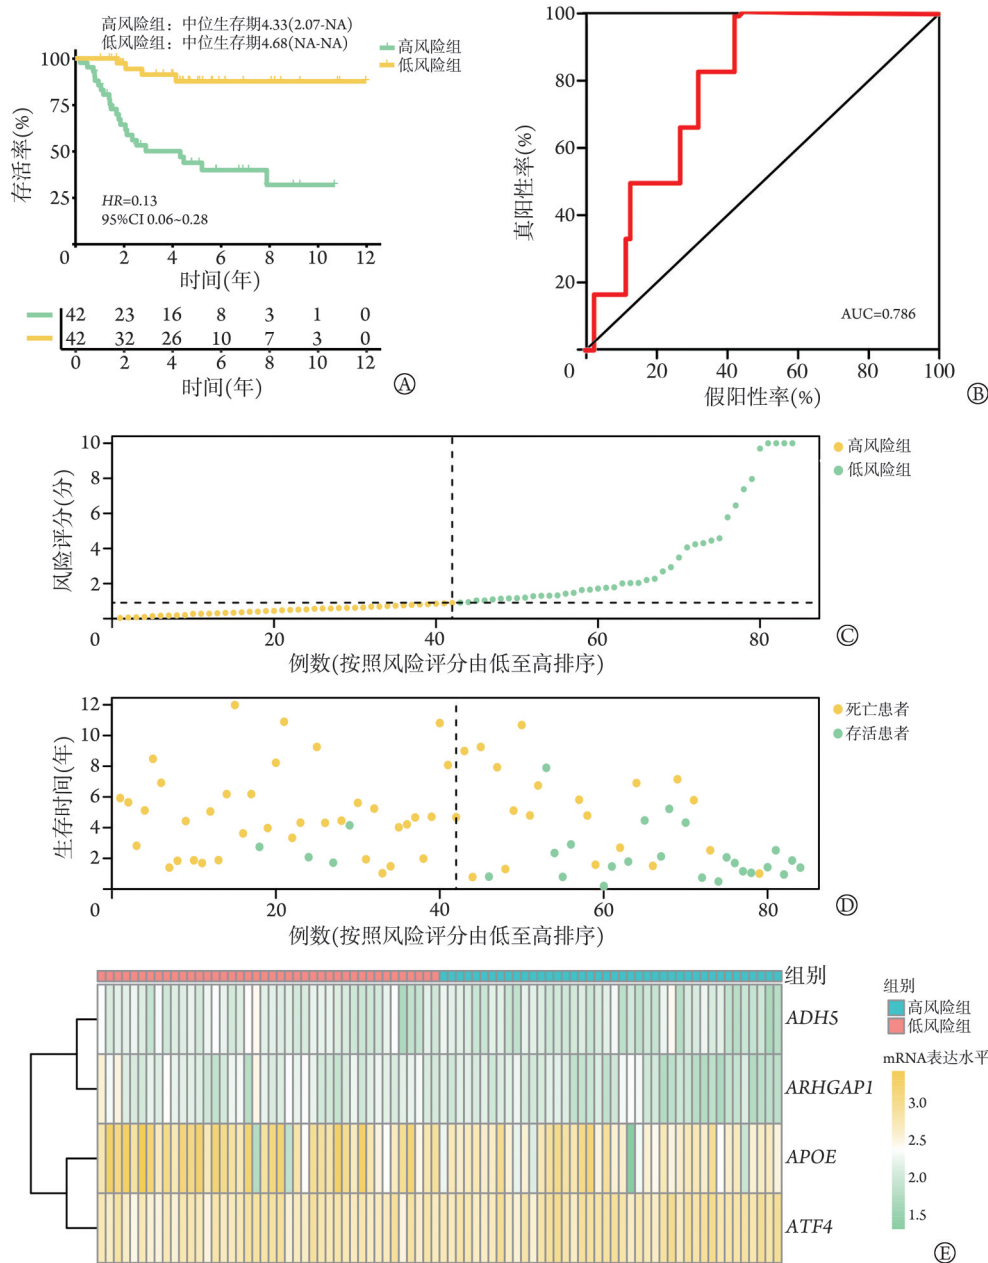 高风险组：中位生存期4.33(2.07-NA)
低风险组：中位生存期4.68(NA-NA)
高风险组
低风险组
存活率(%)
100
75
50
25
0
HR=0.13
95%CI 0.06~0.28
2 4 6 8 10 12
时间(年)
42 23 16 8 3 1 0
42 32 26 10 7 3 0
0 2 4 6 8 10 12
时间(年)
Ⓐ
真阳性率(%)
100
80
60
40
20
0
AUC=0.786
20 40 60 80 100
假阳性率(%)
Ⓑ
风险评分(分)
10
8
6
4
2
0 20 40 60 80
例数(按照风险评分由低至高排序)
高风险组
低风险组
Ⓒ
生存时间(年)
12
10
8
6
4
2
0 20 40 60 80
例数(按照风险评分由低至高排序)
死亡患者
存活患者
Ⓓ
组别
ADH5
ARHGAP1
APOE
ATF4
组别
高风险组
低风险组
mRNA表达水平
3.0
2.5
2.0
1.5
Ⓔ